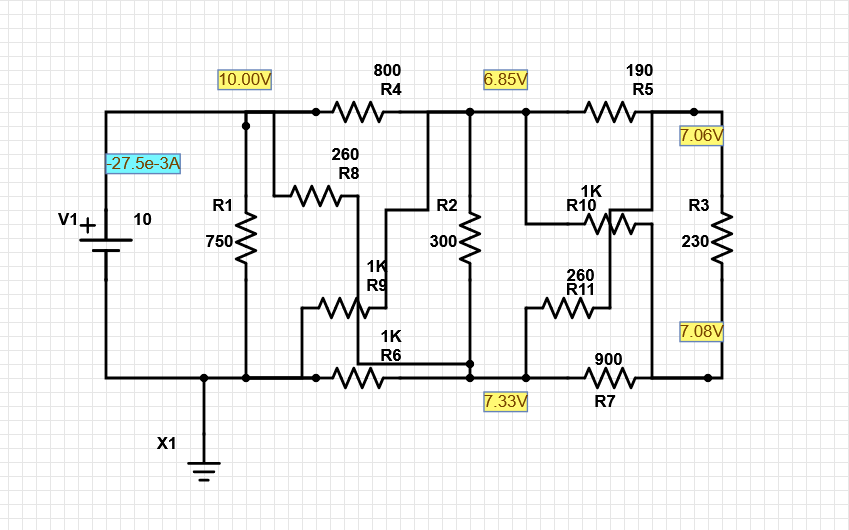 800
190
10.00V
6.85V
R4
R5
7.06V
260
-27.5e-3A
R8
1K
R1
R2
R10
R3
V1
10
750
300
230
1K
260
R9
R11
7.08V
1K
R6
900
7.33V
R7
X1